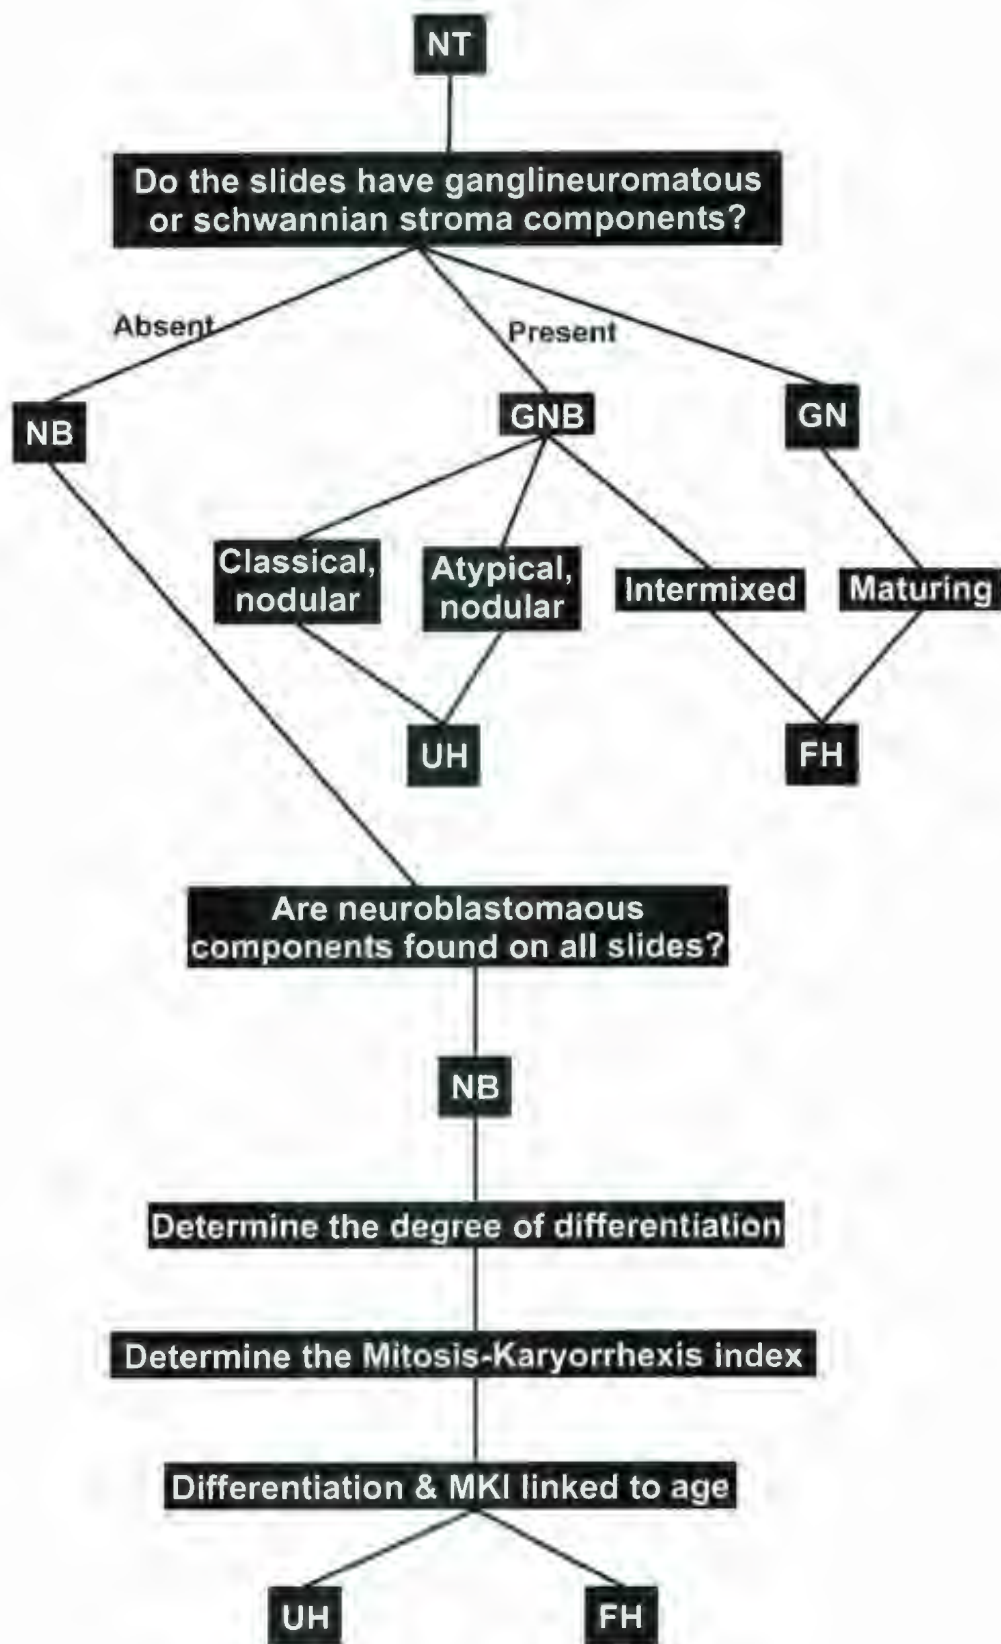 NT
Do the slides have ganglineuromatous
or schwannian stroma components?
Absent
Present
NB
GNB
GN
Classical,
nodular
Atypical,
nodular
Intermixed
Maturing
UH
FH
Are neuroblastomaous
components found on all slides?
NB
Determine the degree of differentiation
Determine the Mitosis-Karyorrhexis index
Differentiation & MKI linked to age
UH
FH